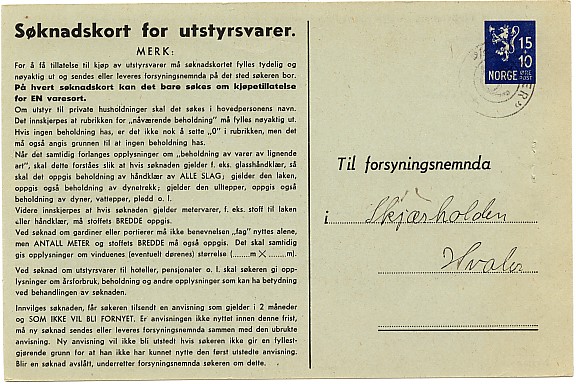 Søknadskort for utstyrsvarer.
MERK:
For å få tillatelse til kjøp av utstyrsvarer må søknadskortet fylles tydelig og
nøyaktig ut og sendes eller leveres forsyningsnemnda på det sted søkeren bor.
På hvert søknadskort kan det bare søkes om kjøpetillatelse
for EN varesort.
Om utstyr til private husholdninger skal det søkes i hovedpersonens navn.
Det innskjerpes at rubrikken for „nåværende beholdning" må fylles nøyaktig ut.
Hvis ingen beholdning has, er det ikke nok å sette „0" i rubrikken, men det
må også angis grunnen til at ingen beholdning has.
Når det samtidig forlanges opplysninger om „beholdning av varer av lignende
art", skal dette forståes slik at hvis søknaden gjelder f. eks. glasshåndklær, så
skal det oppgis beholdning av håndklær av ALLE SLAG; gjelder den laken,
oppgis også beholdning av dynetrekk; gjelder den ulltepper, oppgis også
beholdning av dyner, vattepper, pledd o. l.
Videre innskjerpes at hvis søknaden gjelder metervarer, f. eks. stoff til laken
eller håndklær, må stoffets BREDDE oppgis.
Ved søknad om gardiner eller portierer må ikke benevnelsen „fag" nyttes alene,
men ANTALL METER og stoffets BREDDE må også oppgis. Det skal samtidig
gis opplysninger om vinduenes (eventuelt dørenes) størrelse (........m X ........m).
Ved søknad om utstyrsvarer til hoteller, pensjonater o. l. skal søkeren gi opp-
lysninger om årsforbruk, beholdning og andre opplysninger som kan ha betydning
ved behandlingen av søknaden.
Innvilges søknaden, får søkeren tilsendt en anvisning som gjelder i 2 måneder
og SOM IKKE VIL BLI FORNYET. Er anvisningen ikke nyttet innen denne frist,
må ny søknad sendes eller leveres forsyningsnemnda sammen med den ubrukte
anvisning. Ny anvisning vil ikke bli utstedt hvis søkeren ikke gir en fyllest-
gjørende grunn for at han ikke har kunnet nytte den først utstedte anvisning.
Blir en søknad avslått, underretter forsyningsnemnda søkeren om dette.
15
+10
NORGE ØRE
POST
Til forsyningsnemnda
i Skjærholden
Hvaler